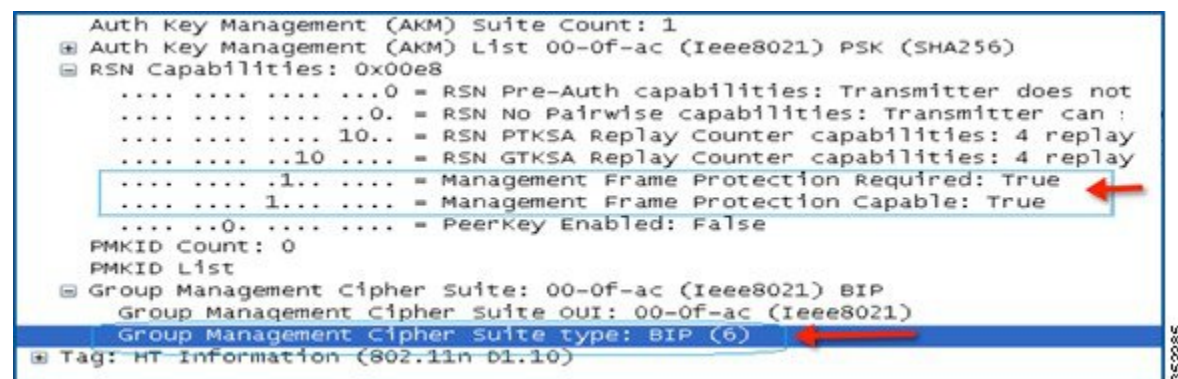 Auth Key Management (AKM) Suite Count: 1
Auth Key Management (AKM) List 00-0f-ac (Ieee8021) PSK (SHA256)
RSN Capabilities: 0x00e8
.... .... .... ...0 = RSN Pre-Auth capabilities: Transmitter does not
.... .... .... ..0. = RSN No Pairwise capabilities: Transmitter can
.... .... .... 10.. = RSN PTKSA Replay Counter capabilities: 4 replay
.... .... ..10 .... = RSN GTKSA Replay Counter capabilities: 4 replay
.... .... .1.. .... = Management Frame Protection Required: True
.... .... 1... .... = Management Frame Protection Capable: True
.... ..0. .... .... = PeerKey Enabled: False
PMKID Count: 0
PMKID List
Group Management Cipher Suite: 00-0f-ac (Ieee8021) BIP
Group Management Cipher Suite OUI: 00-0f-ac (Ieee8021)
Group Management Cipher Suite type: BIP (6)
Tag: HT Information (802.11n D1.10)